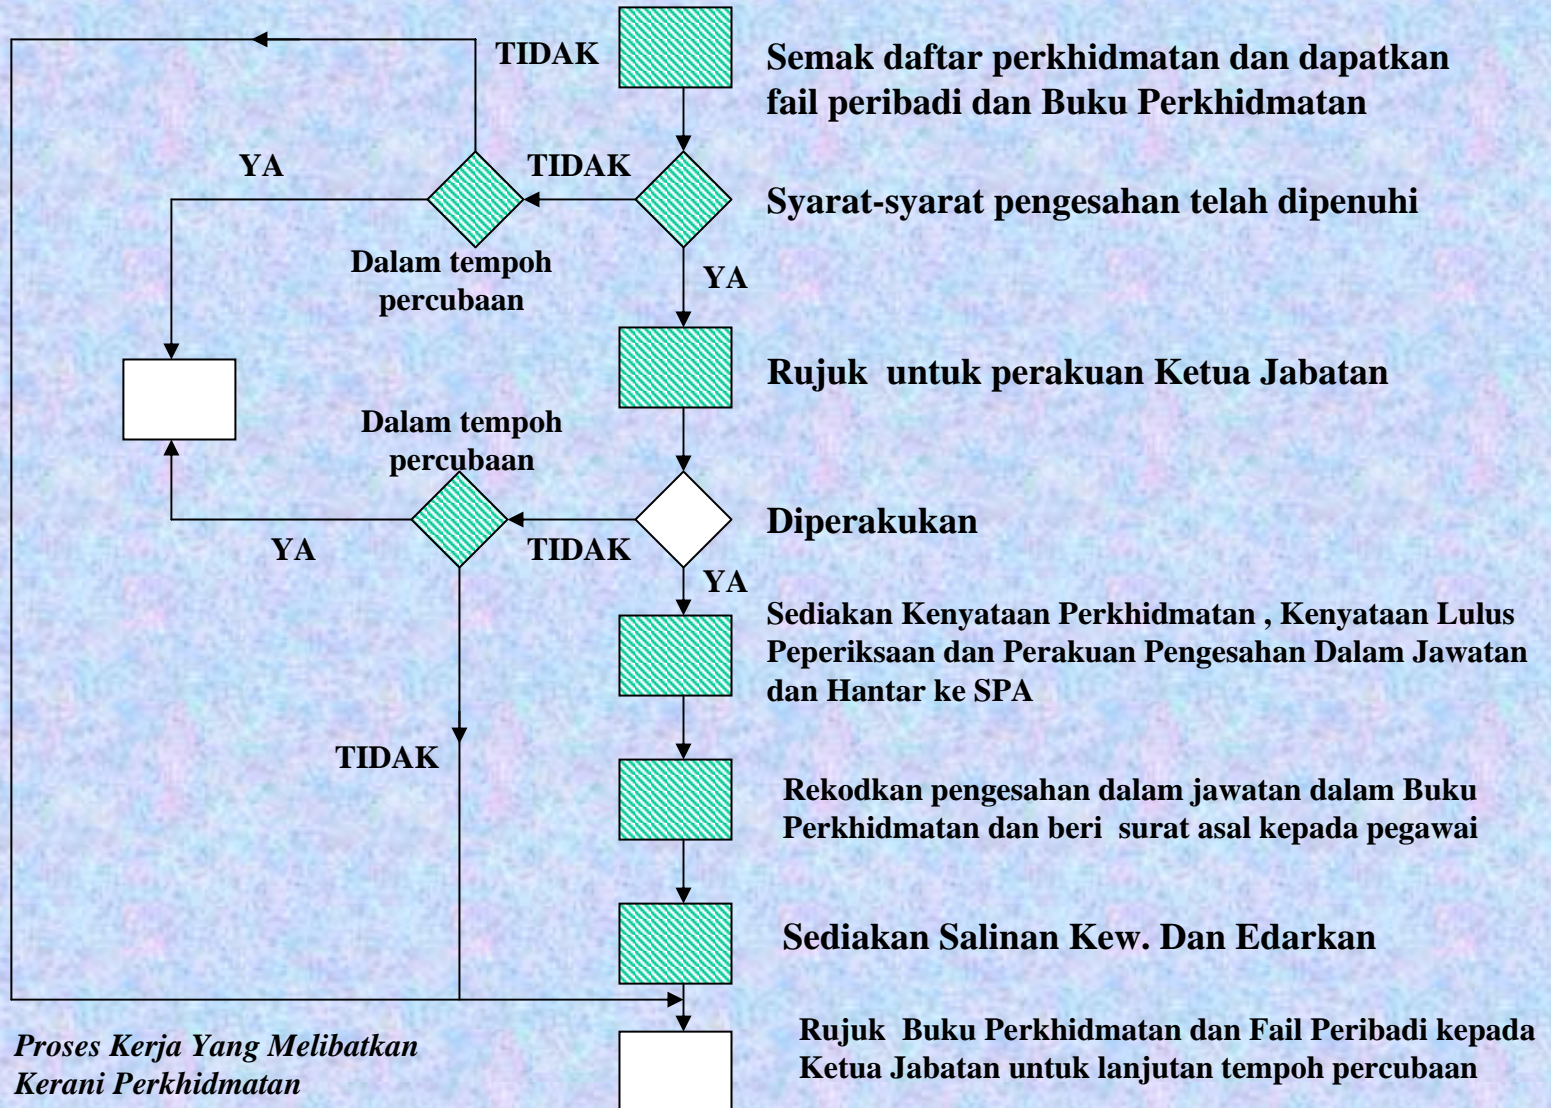 TIDAK
Semak daftar perkhidmatan dan dapatkan
fail peribadi dan Buku Perkhidmatan
YA
TIDAK
Syarat-syarat pengesahan telah dipenuhi
Dalam tempoh
percubaan
YA
Rujuk  untuk perakuan Ketua Jabatan
Dalam tempoh
percubaan
Diperakukan
YA
TIDAK
YA
Sediakan Kenyataan Perkhidmatan , Kenyataan Lulus
Peperiksaan dan Perakuan Pengesahan Dalam Jawatan
dan Hantar ke SPA
TIDAK
Rekodkan pengesahan dalam jawatan dalam Buku
Perkhidmatan dan beri  surat asal kepada pegawai
Sediakan Salinan Kew. Dan Edarkan
Rujuk  Buku Perkhidmatan dan Fail Peribadi kepada
Ketua Jabatan untuk lanjutan tempoh percubaan
Proses Kerja Yang Melibatkan
Kerani Perkhidmatan